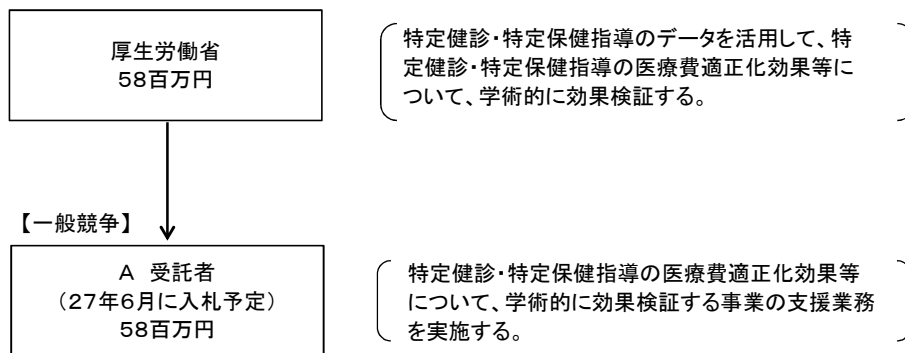 厚生労働省
58百万円
特定健診・特定保健指導のデータを活用して、特
定健診・特定保健指導の医療費適正化効果等に
ついて、学術的に効果検証する。
【一般競争】
A 受託者
（27年6月に入札予定）
58百万円
特定健診・特定保健指導の医療費適正化効果等
について、学術的に効果検証する事業の支援業務
を実施する。